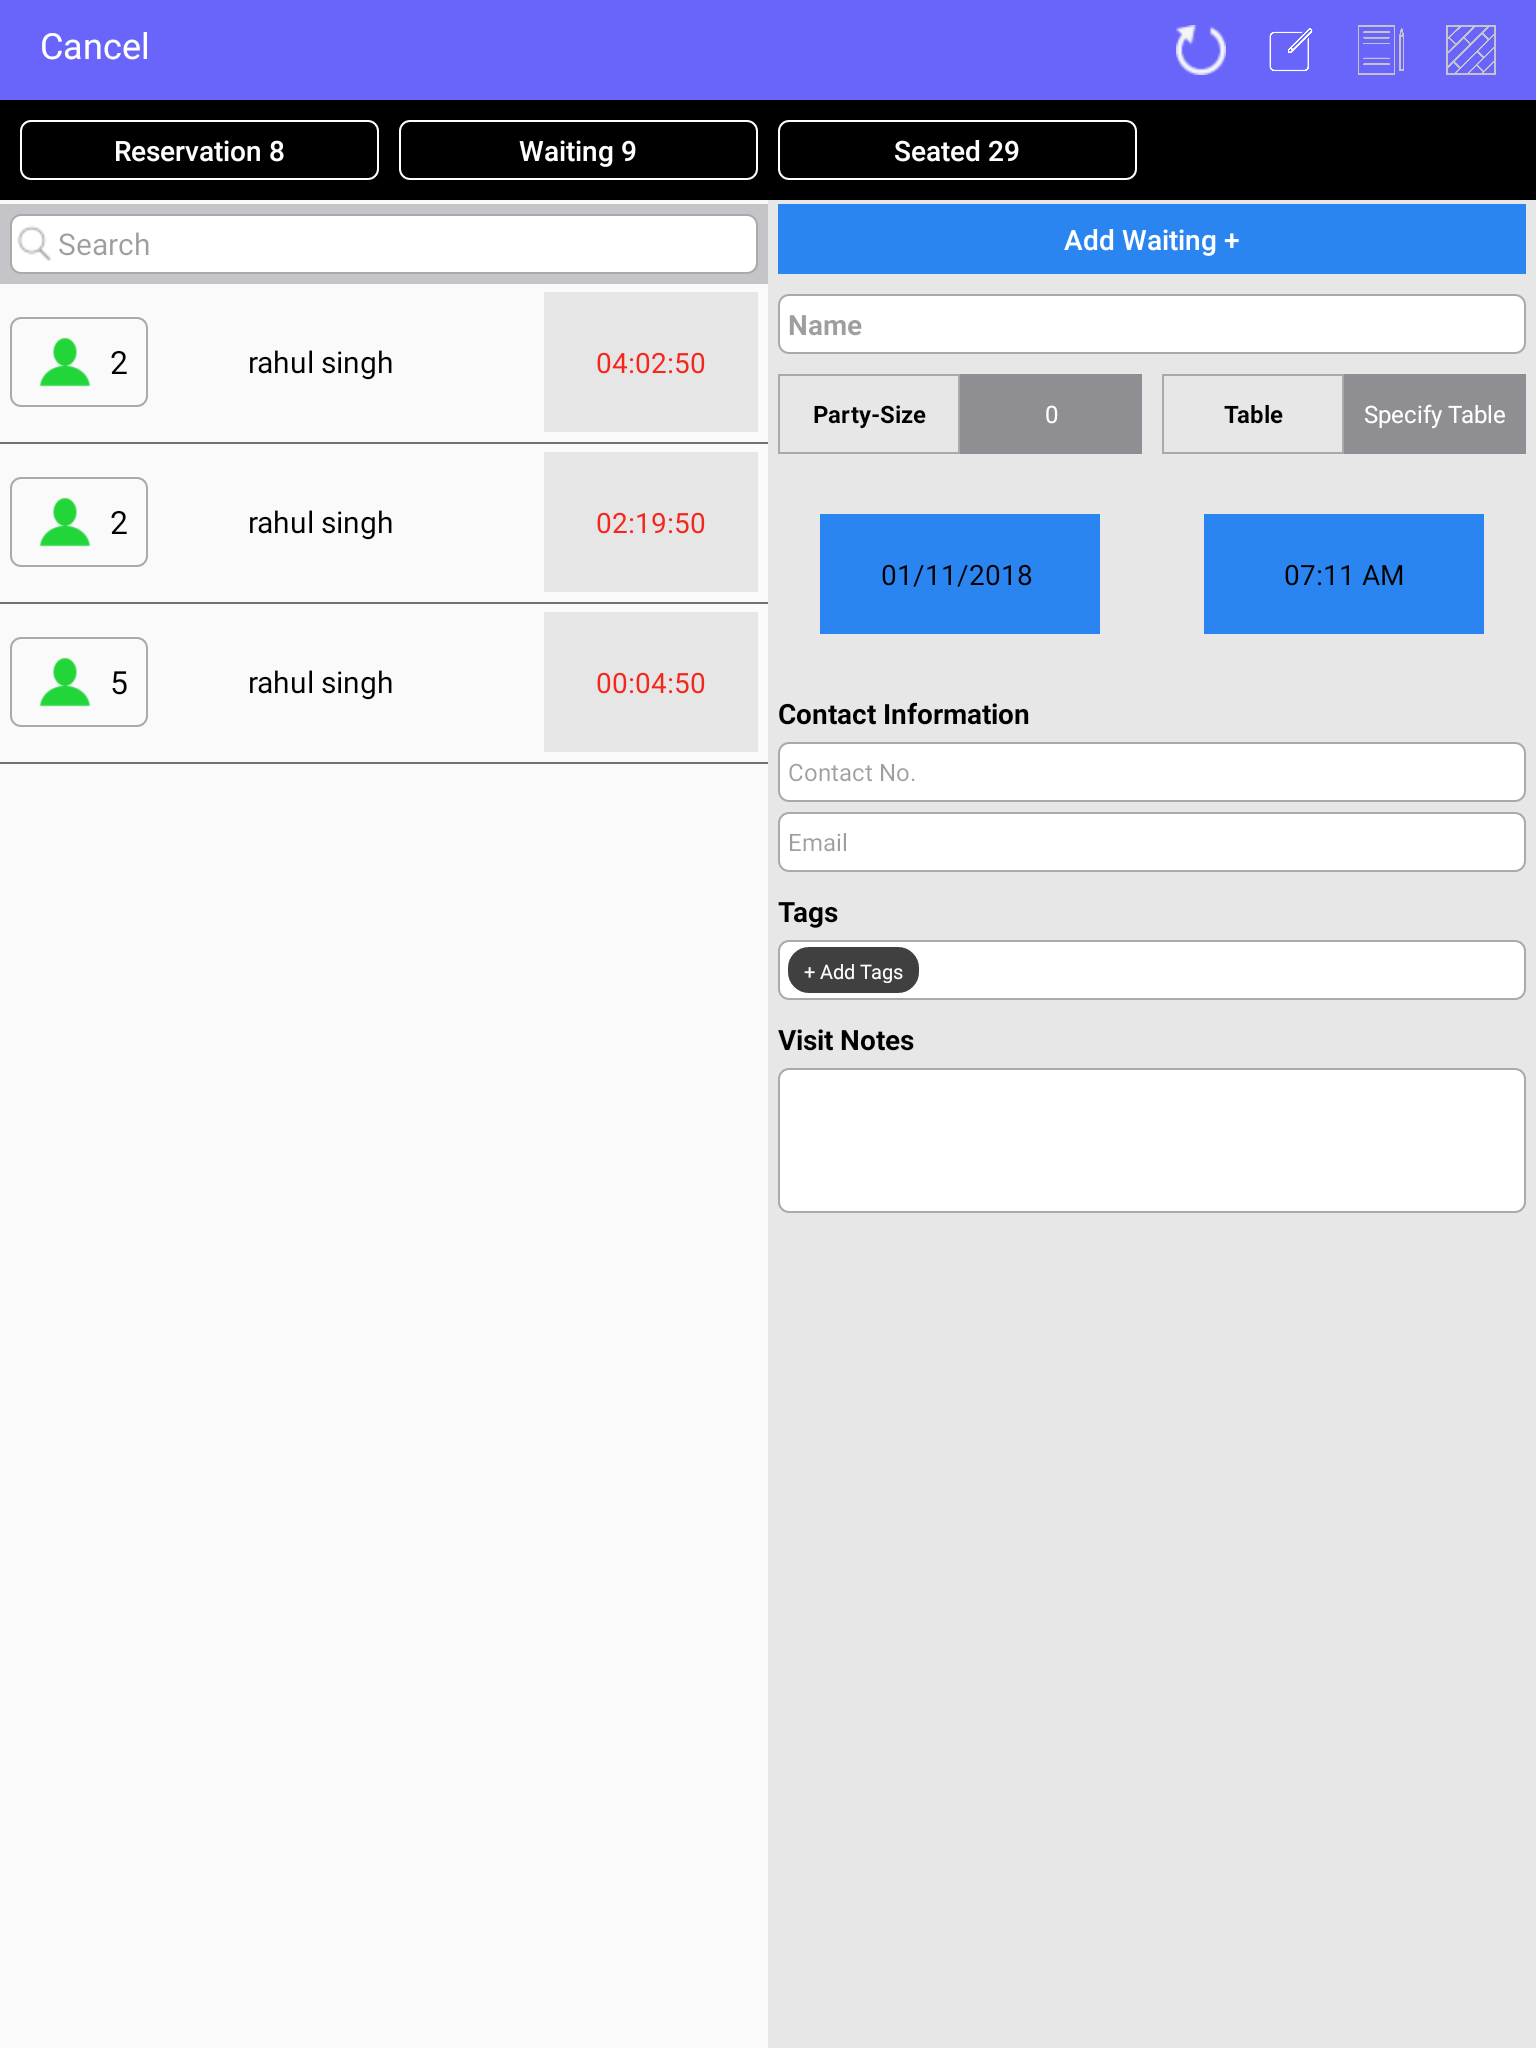 Cancel
Reservation 8
Waiting 9
Seated 29
Search
2 rahul singh 04:02:50
2 rahul singh 02:19:50
5 rahul singh 00:04:50
Add Waiting +
Name
Party-Size 0 Table Specify Table
01/11/2018 07:11 AM
Contact Information
Contact No.
Email
Tags
+ Add Tags
Visit Notes